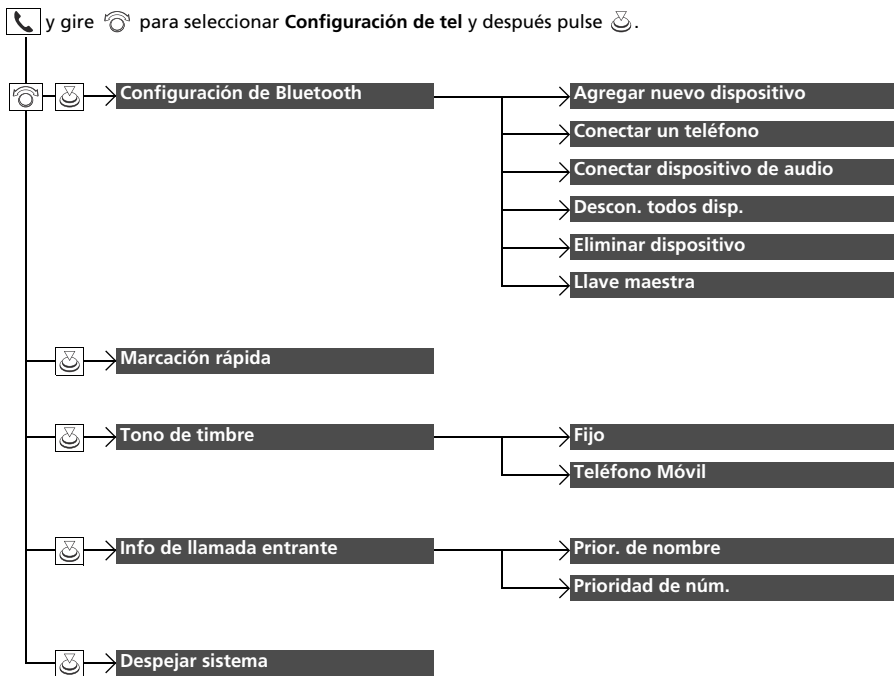 y gire para seleccionar Configuración de tel y después pulse .
Configuración de Bluetooth
Agregar nuevo dispositivo
Conectar un teléfono
Conectar dispositivo de audio
Descon. todos disp.
Eliminar dispositivo
Llave maestra
Marcación rápida
Tono de timbre
Fijo
Teléfono Móvil
Info de llamada entrante
Prior. de nombre
Prioridad de núm.
Despejar sistema